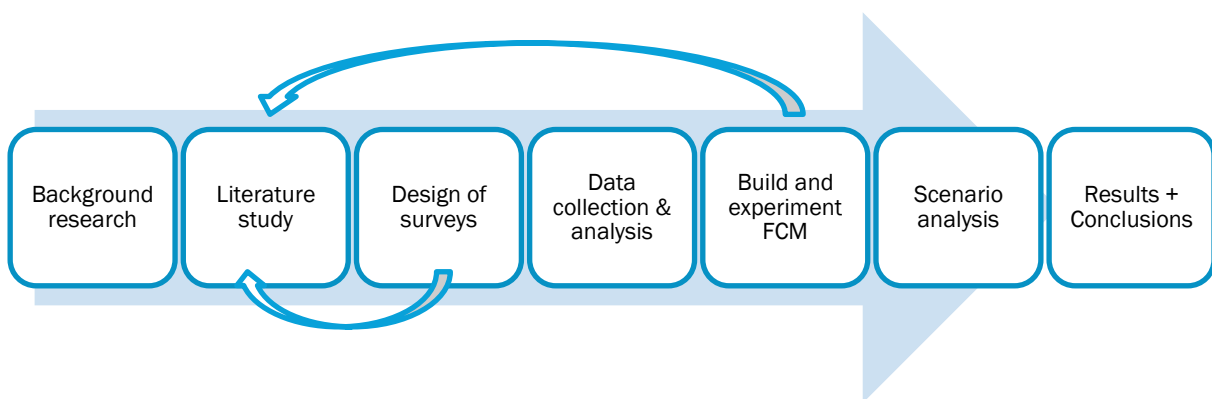 Background
research
Literature
study
Design of
surveys
Data
collection &
analysis
Build and
experiment
FCM
Scenario
analysis
Results +
Conclusions